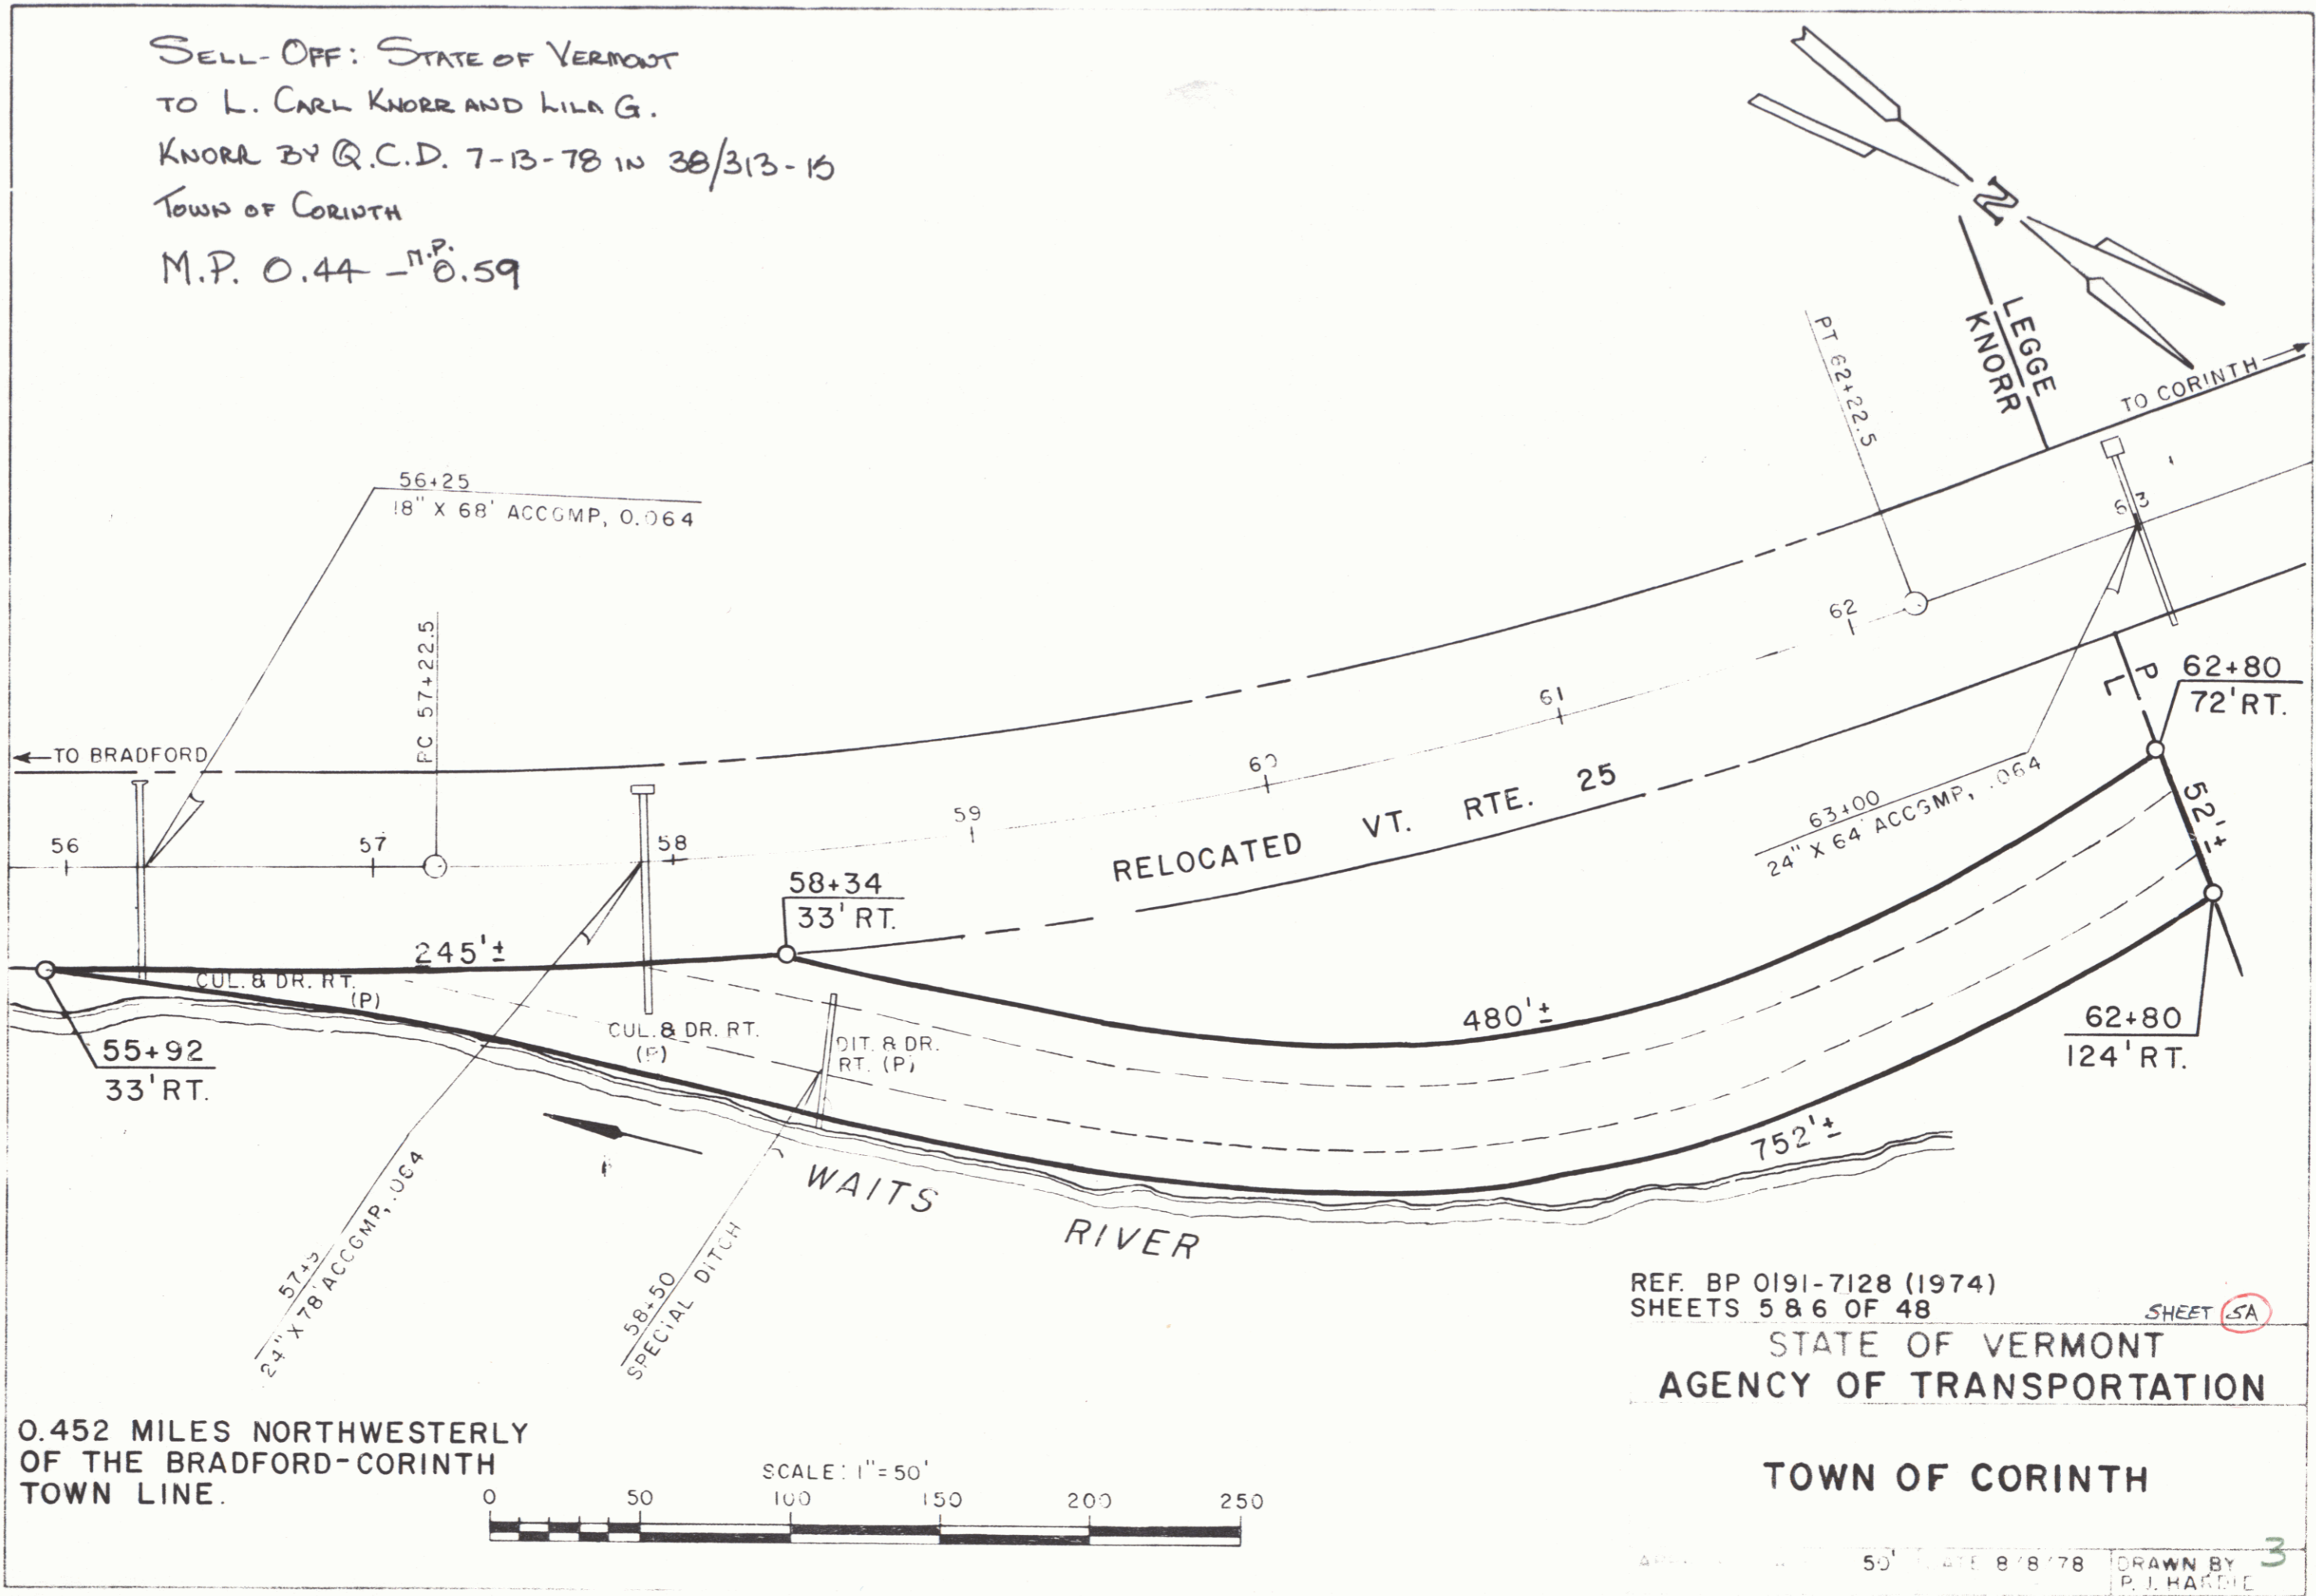 SELL-OFF: STATE OF VERMONT
TO L. CARL KNORR AND LILA G.
KNORR BY Q.C.D. 7-13-78 IN 38/313-15
TOWN OF CORINTH
M.P. 0.44 - M.P. 0.59
N
LEGGE
KNORR
PT 62+22.5
TO CORINTH
56+25
18" X 68' ACCGMP, 0.064
PC 57+22.5
TO BRADFORD
56
57
58
59
60
61
62
63
RELOCATED VT. RTE. 25
P
L
62+80
72' RT.
63+00
24" X 64' ACCGMP, .064
52'±
58+34
33' RT.
245'±
CUL. & DR. RT.
(P)
CUL. & DR. RT.
(P)
DIT. & DR.
RT. (P)
480'±
62+80
124' RT.
55+92
33' RT.
752'±
WAITS
RIVER
24" X 78' ACCGMP, .064
58+50
SPECIAL DITCH
REF. BP 0191-7128 (1974)
SHEETS 5 & 6 OF 48
SHEET 5A
STATE OF VERMONT
AGENCY OF TRANSPORTATION
0.452 MILES NORTHWESTERLY
OF THE BRADFORD-CORINTH
TOWN LINE.
SCALE: 1"=50'
0 50 100 150 200 250
TOWN OF CORINTH
50' 8/8/78
DRAWN BY
P. J. HARDIE
3